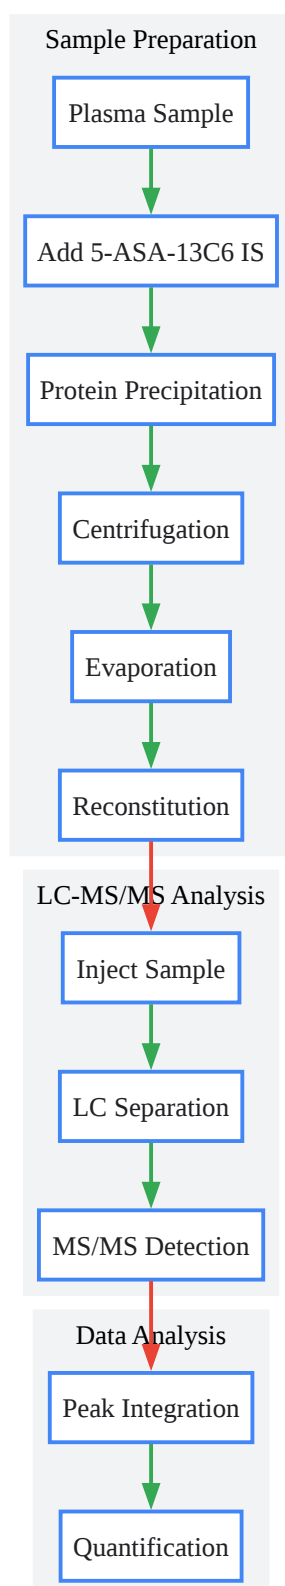 Sample Preparation
Plasma Sample
Add 5-ASA-13C6 IS
Protein Precipitation
Centrifugation
Evaporation
Reconstitution
LC-MS/MS Analysis
Inject Sample
LC Separation
MS/MS Detection
Data Analysis
Peak Integration
Quantification